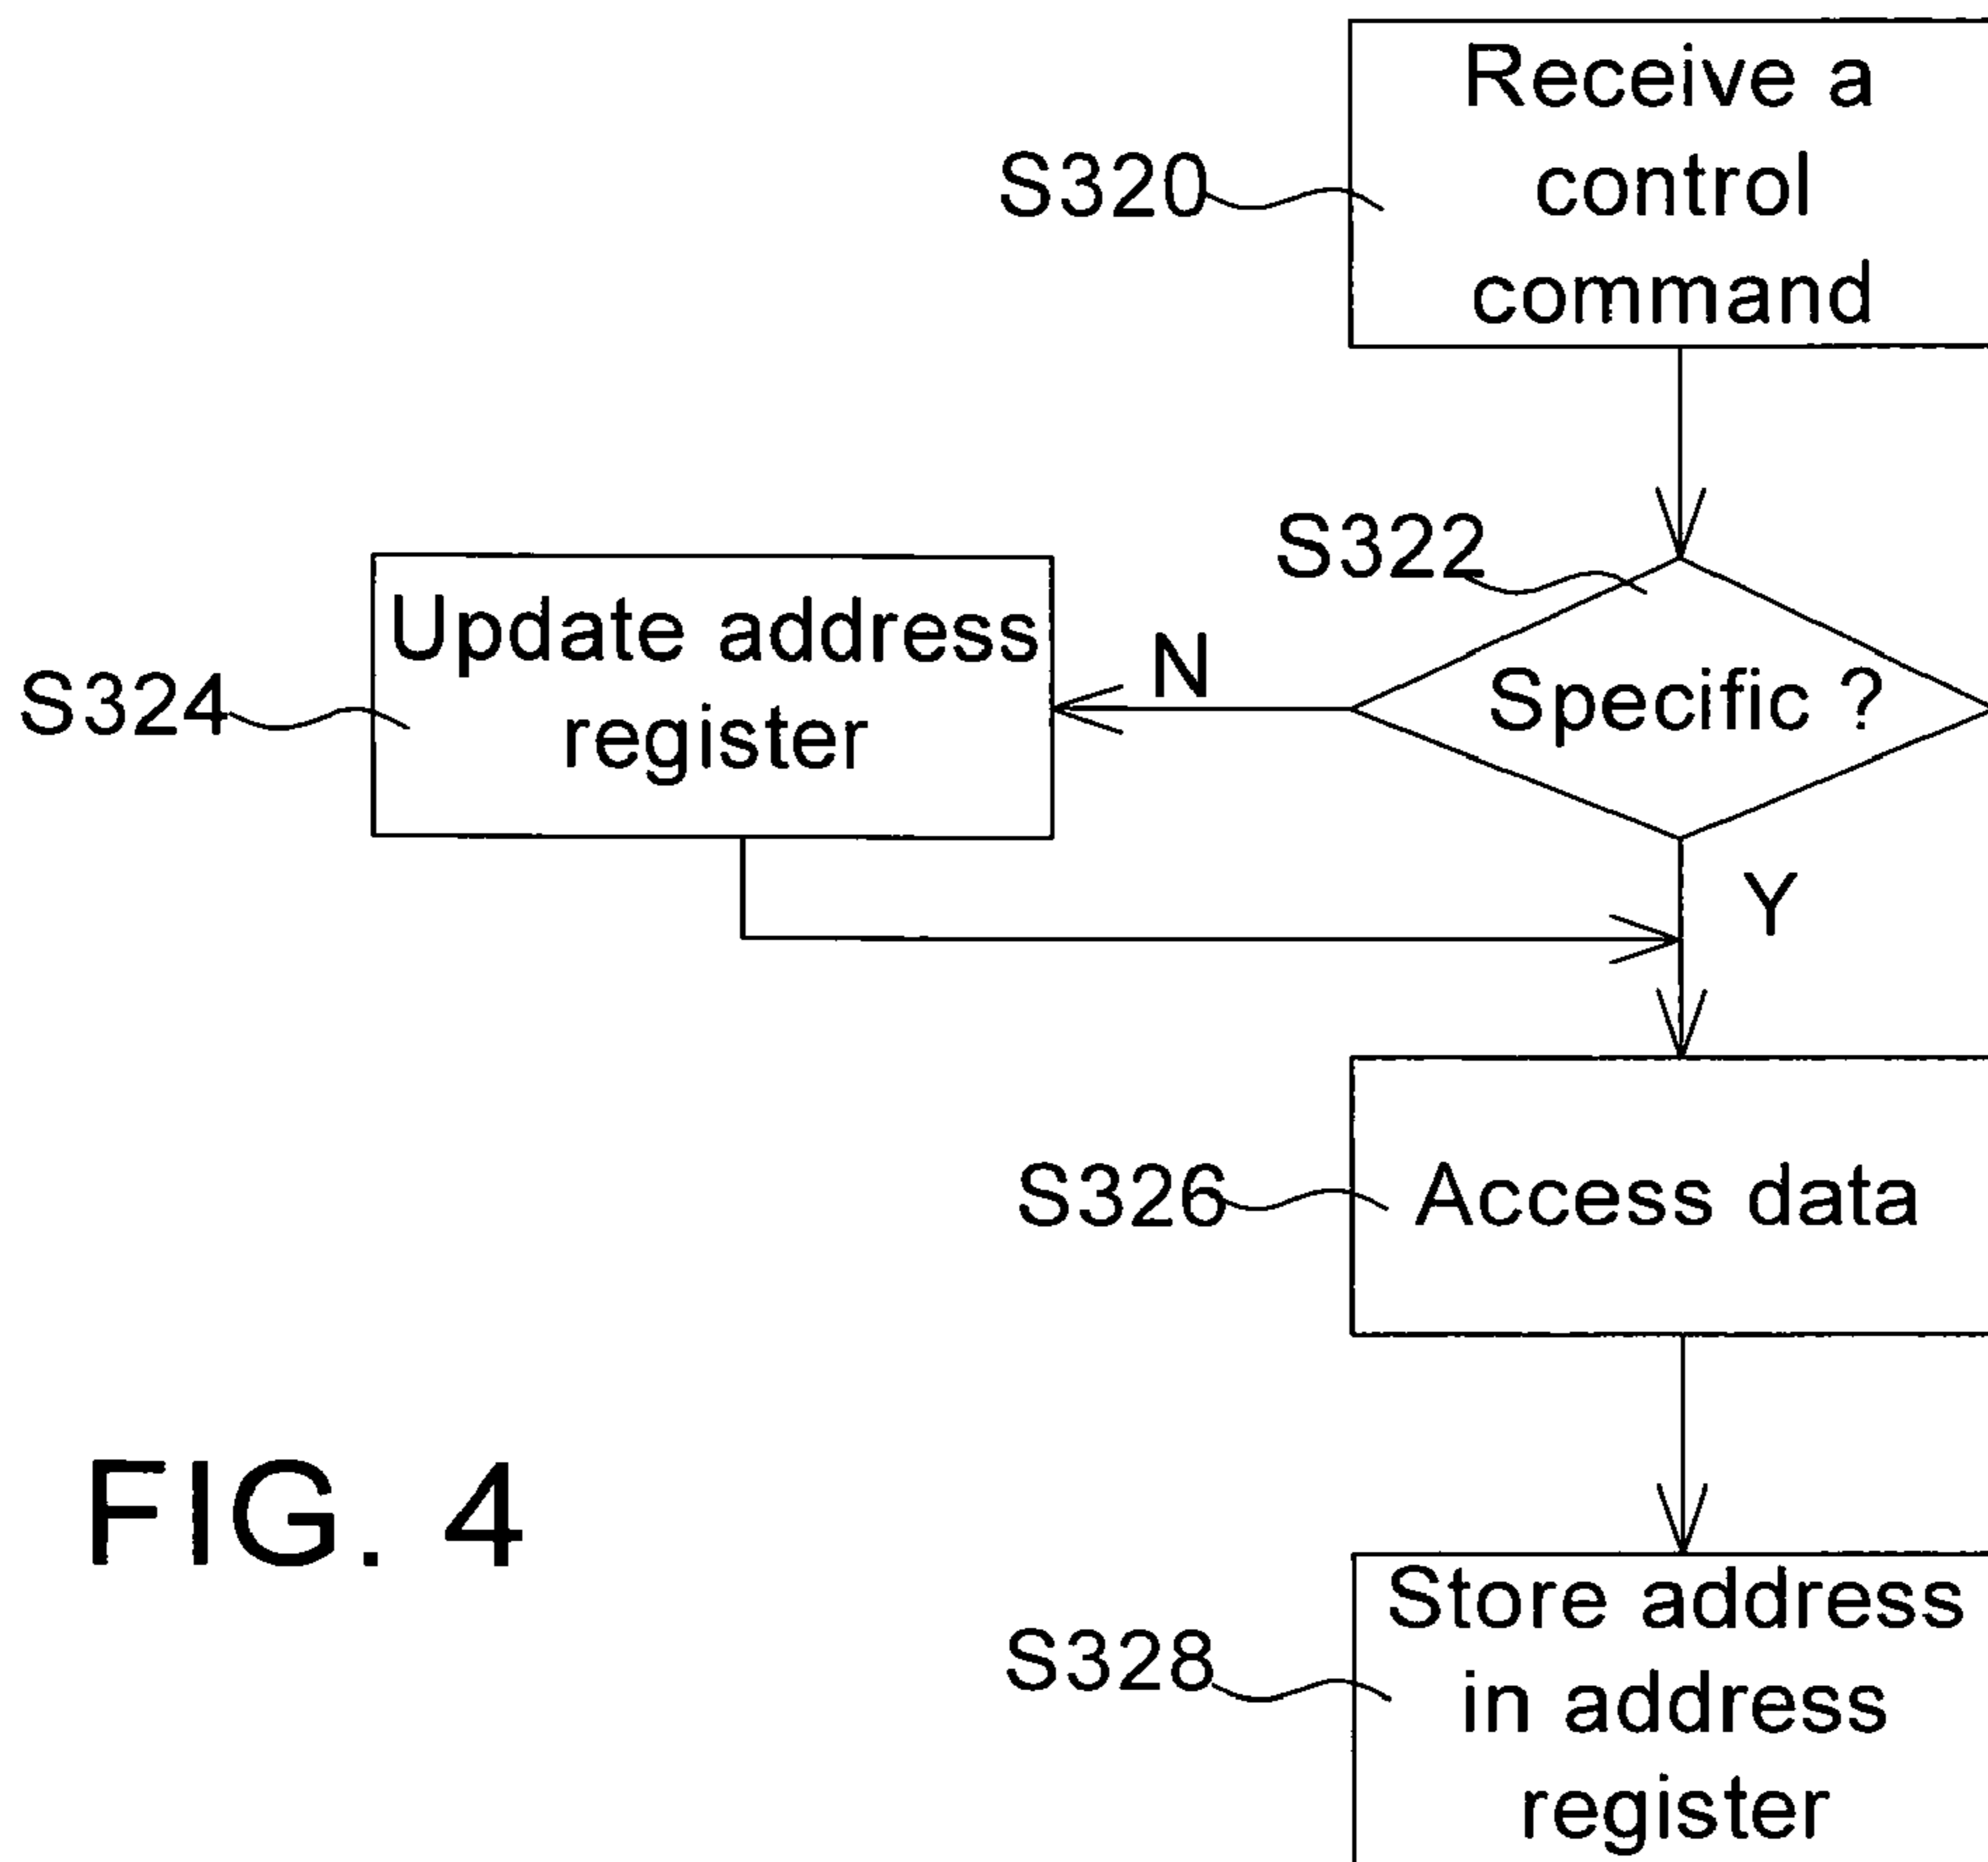 Receive a
control
command
S320
S322
Specific ?
N
Update address
register
S324
Y
S326
Access data
S328
Store address
in address
register
FIG. 4